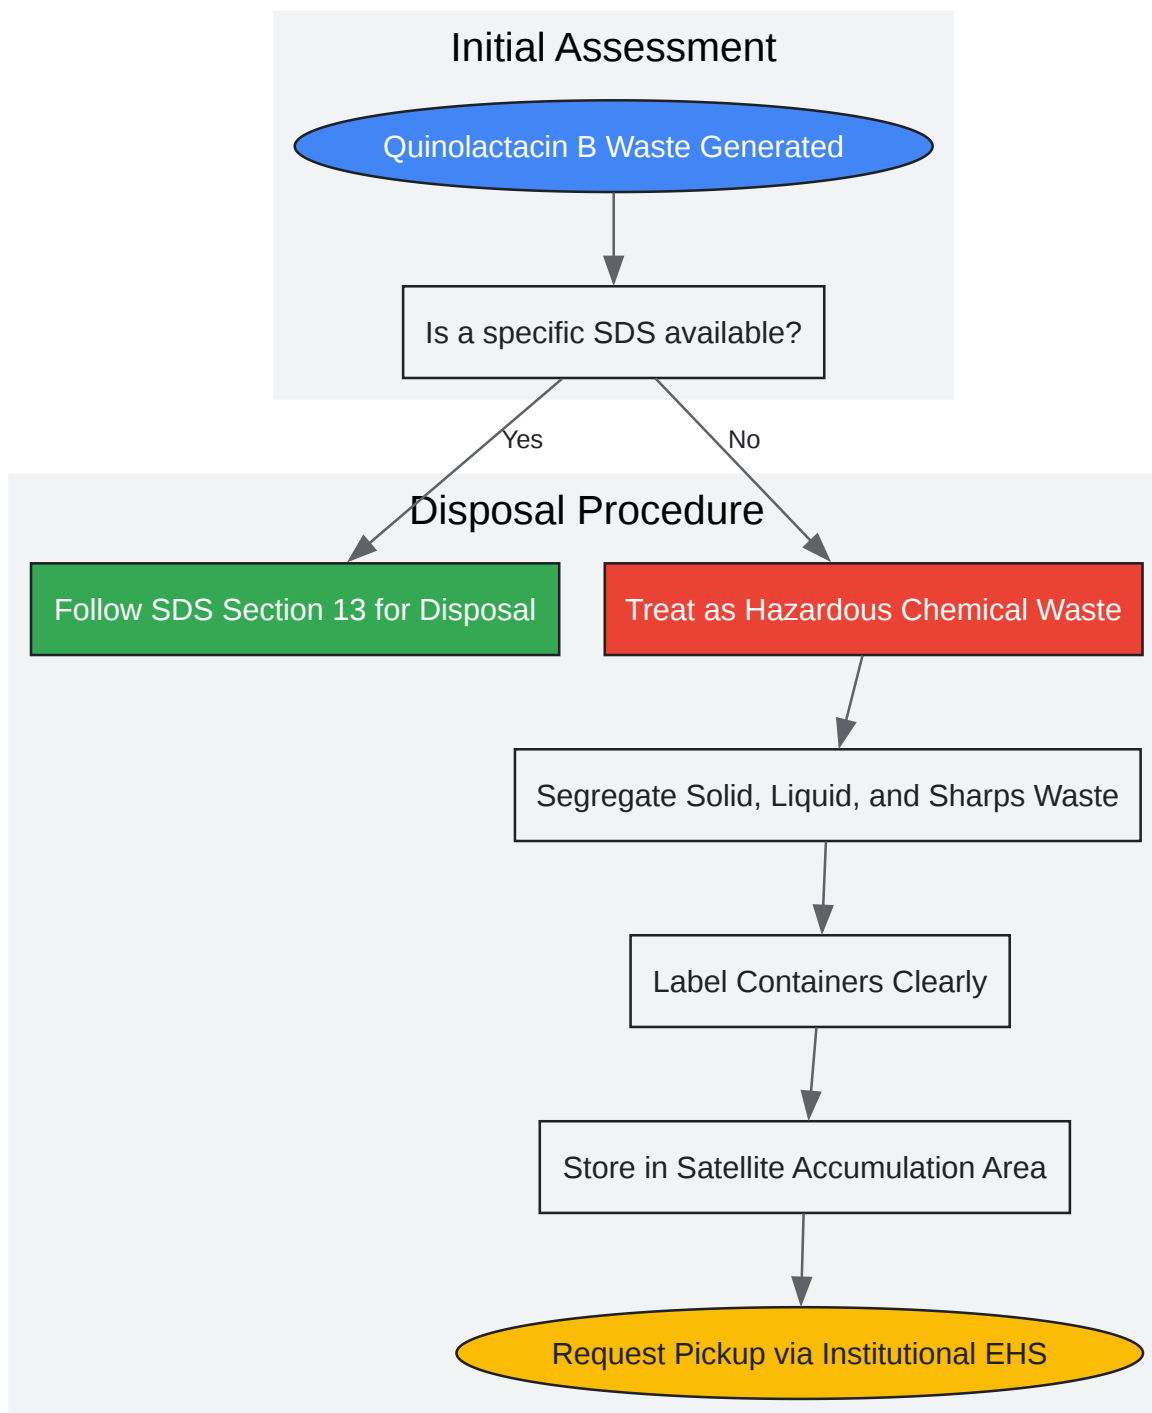 Initial Assessment
Quinolactacin B Waste Generated
Is a specific SDS available?
Yes
No
Disposal Procedure
Follow SDS Section 13 for Disposal
Treat as Hazardous Chemical Waste
Segregate Solid, Liquid, and Sharps Waste
Label Containers Clearly
Store in Satellite Accumulation Area
Request Pickup via Institutional EHS